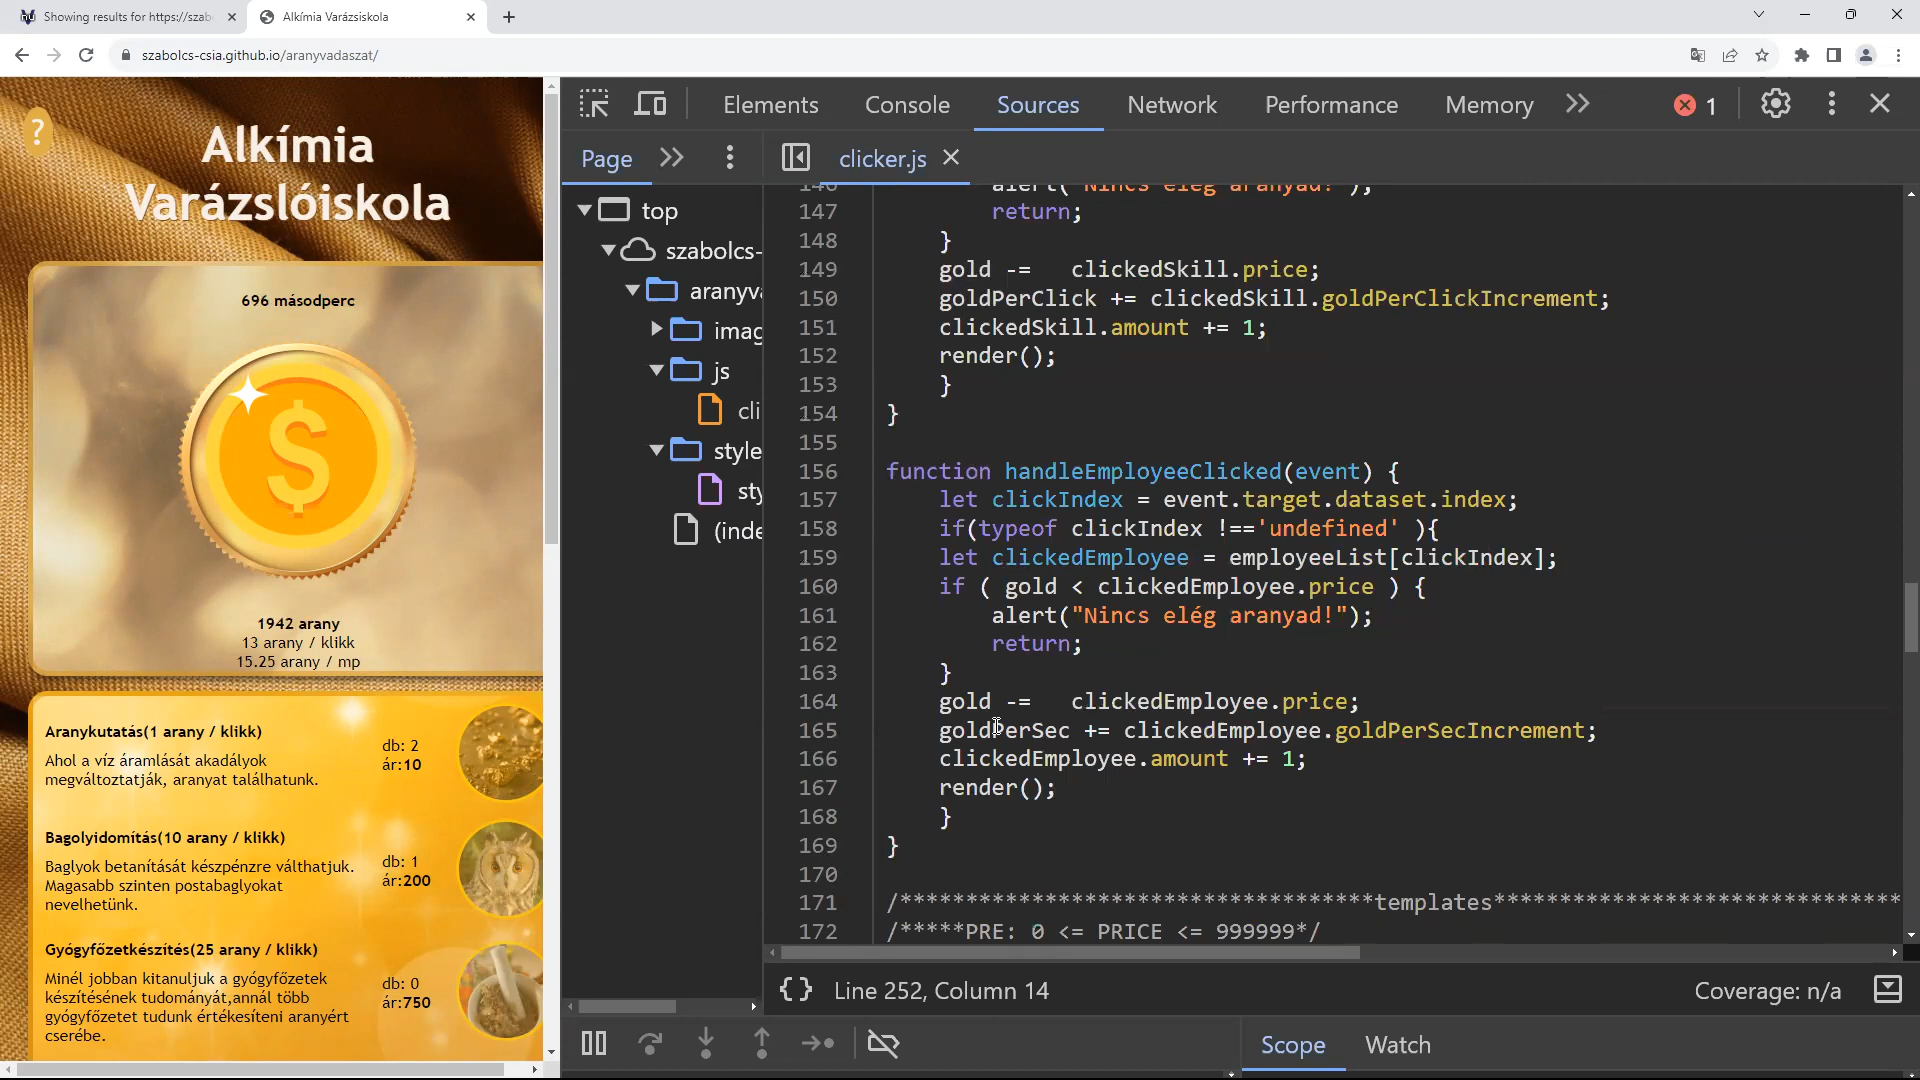 Showing results for https://szab
Alkímia Varázsiskola
szabolcs-csia.github.io/aranyvadaszat/
?
Alkímia
Varázslóiskola
696 másodperc
$
1942 arany
13 arany / klikk
15.25 arany / mp
Aranykutatás(1 arany / klikk)
Ahol a víz áramlását akadályok
megváltoztatják, aranyat találhatunk.
db: 2
ár:10
Bagolyidomítás(10 arany / klikk)
Baglyok betanítását készpénzre válthatjuk.
Magasabb szinten postabaglyokat
nevelhetünk.
db: 1
ár:200
Gyógyfőzetkészítés(25 arany / klikk)
Minél jobban kitanuljuk a gyógyfőzetek
készítésének tudományát,annál több
gyógyfőzetet tudunk értékesíteni aranyért
cserébe.
db: 0
ár:750
Elements Console Sources Network Performance Memory 1
Page
clicker.js
top
szabolcs-
aranyva
imag
js
cli
style
sty
(inde
146 alert("Nincs elég aranyad!");
147 return;
148 }
149 gold -= clickedSkill.price;
150 goldPerClick += clickedSkill.goldPerClickIncrement;
151 clickedSkill.amount += 1;
152 render();
153 }
154 }
155
156 function handleEmployeeClicked(event) {
157 let clickIndex = event.target.dataset.index;
158 if(typeof clickIndex !=='undefined' ){
159 let clickedEmployee = employeeList[clickIndex];
160 if ( gold < clickedEmployee.price ) {
161 alert("Nincs elég aranyad!");
162 return;
163 }
164 gold -= clickedEmployee.price;
165 goldPerSec += clickedEmployee.goldPerSecIncrement;
166 clickedEmployee.amount += 1;
167 render();
168 }
169 }
170
171 /************************************templates*******************************
172 /*****PRE: 0 <= PRICE <= 999999*/
{} Line 252, Column 14
Coverage: n/a
Scope Watch